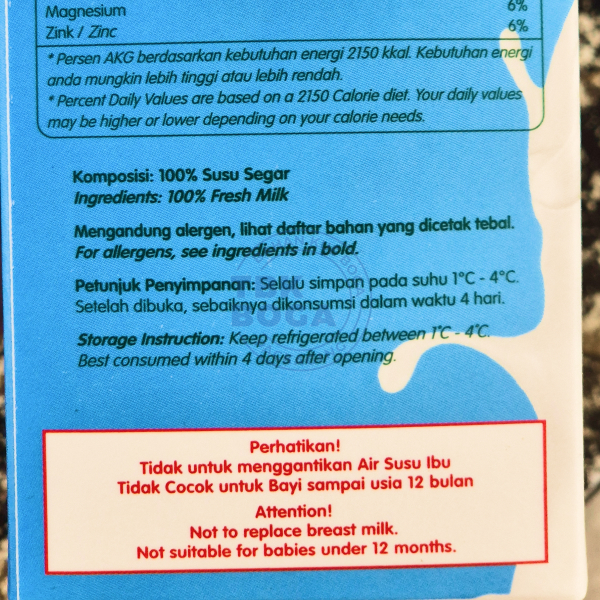 Magnesium 6%
Zink / Zinc 6%
* Persen AKG berdasarkan kebutuhan energi 2150 kkal. Kebutuhan energi
anda mungkin lebih tinggi atau lebih rendah.
* Percent Daily Values are based on a 2150 Calorie diet. Your daily values
may be higher or lower depending on your calorie needs.
Komposisi: 100% Susu Segar
Ingredients: 100% Fresh Milk
Mengandung alergen, lihat daftar bahan yang dicetak tebal.
For allergens, see ingredients in bold.
Petunjuk Penyimpanan: Selalu simpan pada suhu 1°C - 4°C.
Setelah dibuka, sebaiknya dikonsumsi dalam waktu 4 hari.
Storage Instruction: Keep refrigerated between 1°C - 4°C.
Best consumed within 4 days after opening.
Perhatikan!
Tidak untuk menggantikan Air Susu Ibu
Tidak Cocok untuk Bayi sampai usia 12 bulan
Attention!
Not to replace breast milk.
Not suitable for babies under 12 months.